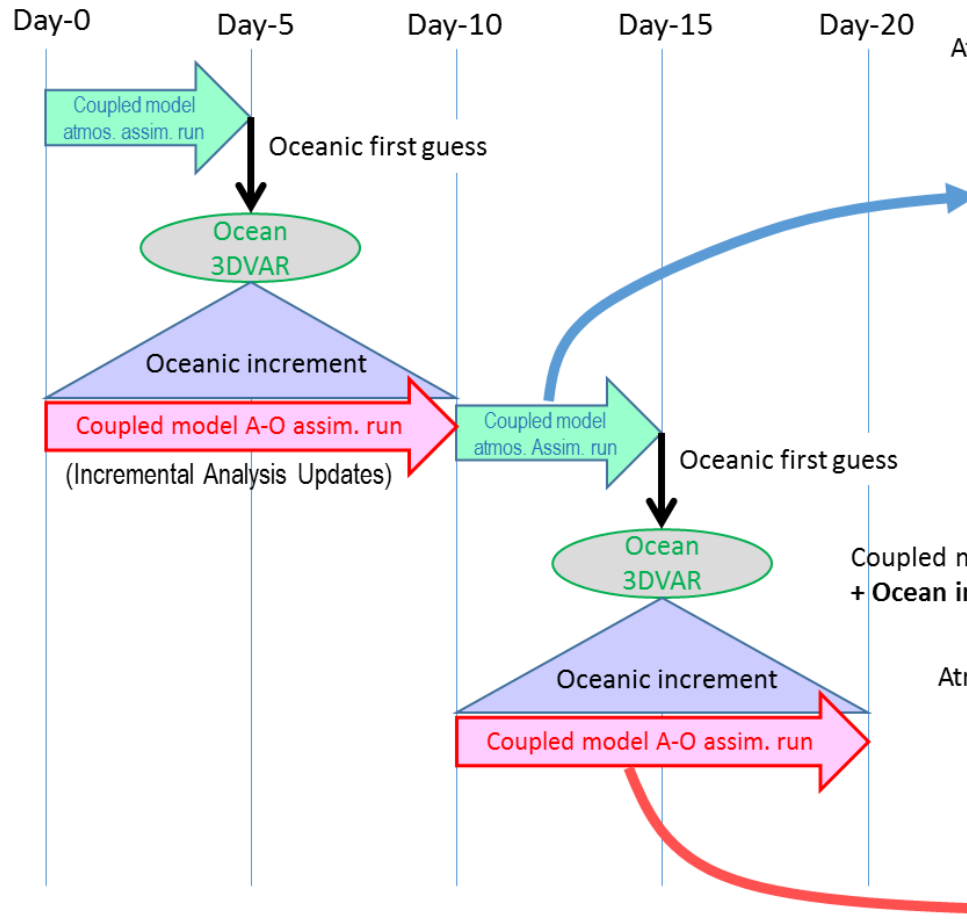 Day-0 Day-5 Day-10 Day-15 Day-20
Coupled model
atmos. assim. run
Oceanic first guess
Ocean
3DVAR
Oceanic increment
Coupled model A-O assim. run
(Incremental Analysis Updates)
Coupled model
atmos. Assim. run
Oceanic first guess
Ocean
3DVAR
Oceanic increment
Coupled model A-O assim. run
Coupled
+ Ocean